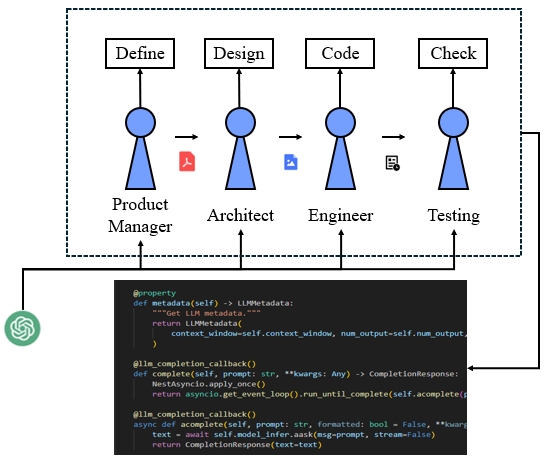 Define Design Code Check
Product
Manager Architect Engineer Testing
@property
def metadata(self) -> LLMMetadata:
"""Get LLM metadata."""
return LLMMetadata(
context_window=self.context_window, num_output=self.num_output,
)
@llm_completion_callback()
def complete(self, prompt: str, **kwargs: Any) -> CompletionResponse:
NestAsyncio.apply_once()
return asyncio.get_event_loop().run_until_complete(self.acomplete(p
@llm_completion_callback()
async def acomplete(self, prompt: str, formatted: bool = False, **kwarg
text = await self.model_infer.aask(msg=prompt, stream=False)
return CompletionResponse(text=text)